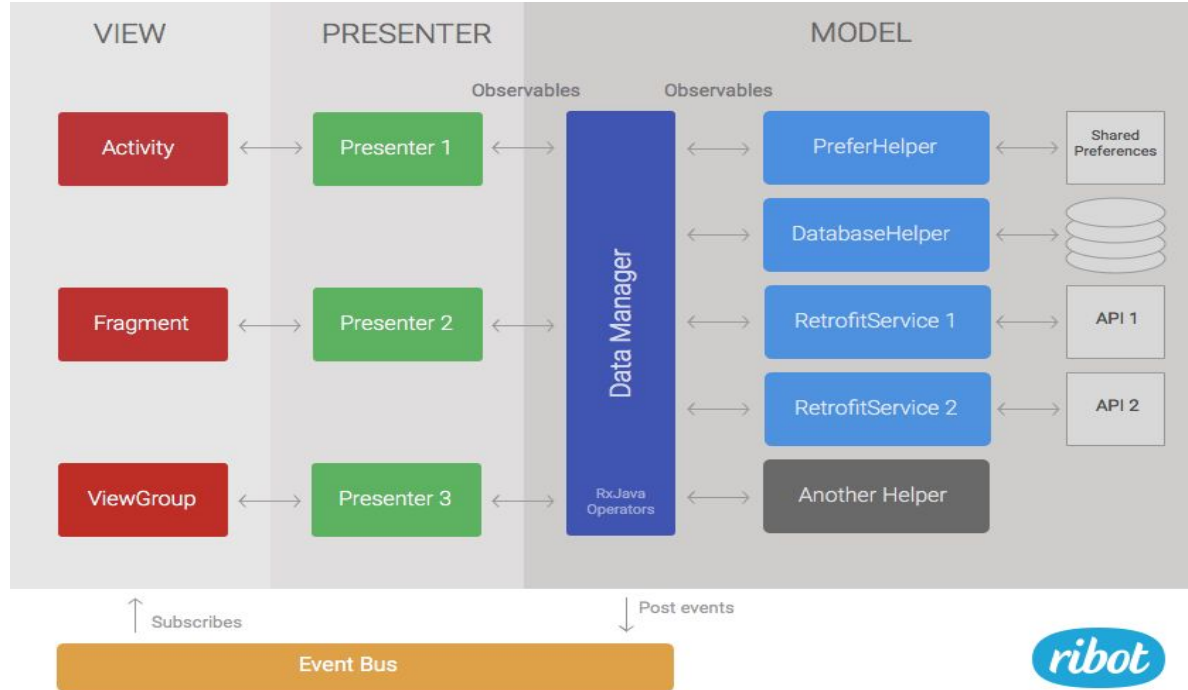 VIEW
PRESENTER
MODEL
Observables
Observables
Activity
Presenter 1
PreferHelper
Shared
Preferences
DatabaseHelper
Fragment
Presenter 2
Data Manager
RetrofitService 1
API 1
RetrofitService 2
API 2
ViewGroup
Presenter 3
RxJava
Operators
Another Helper
Subscribes
Post events
Event Bus
ribot